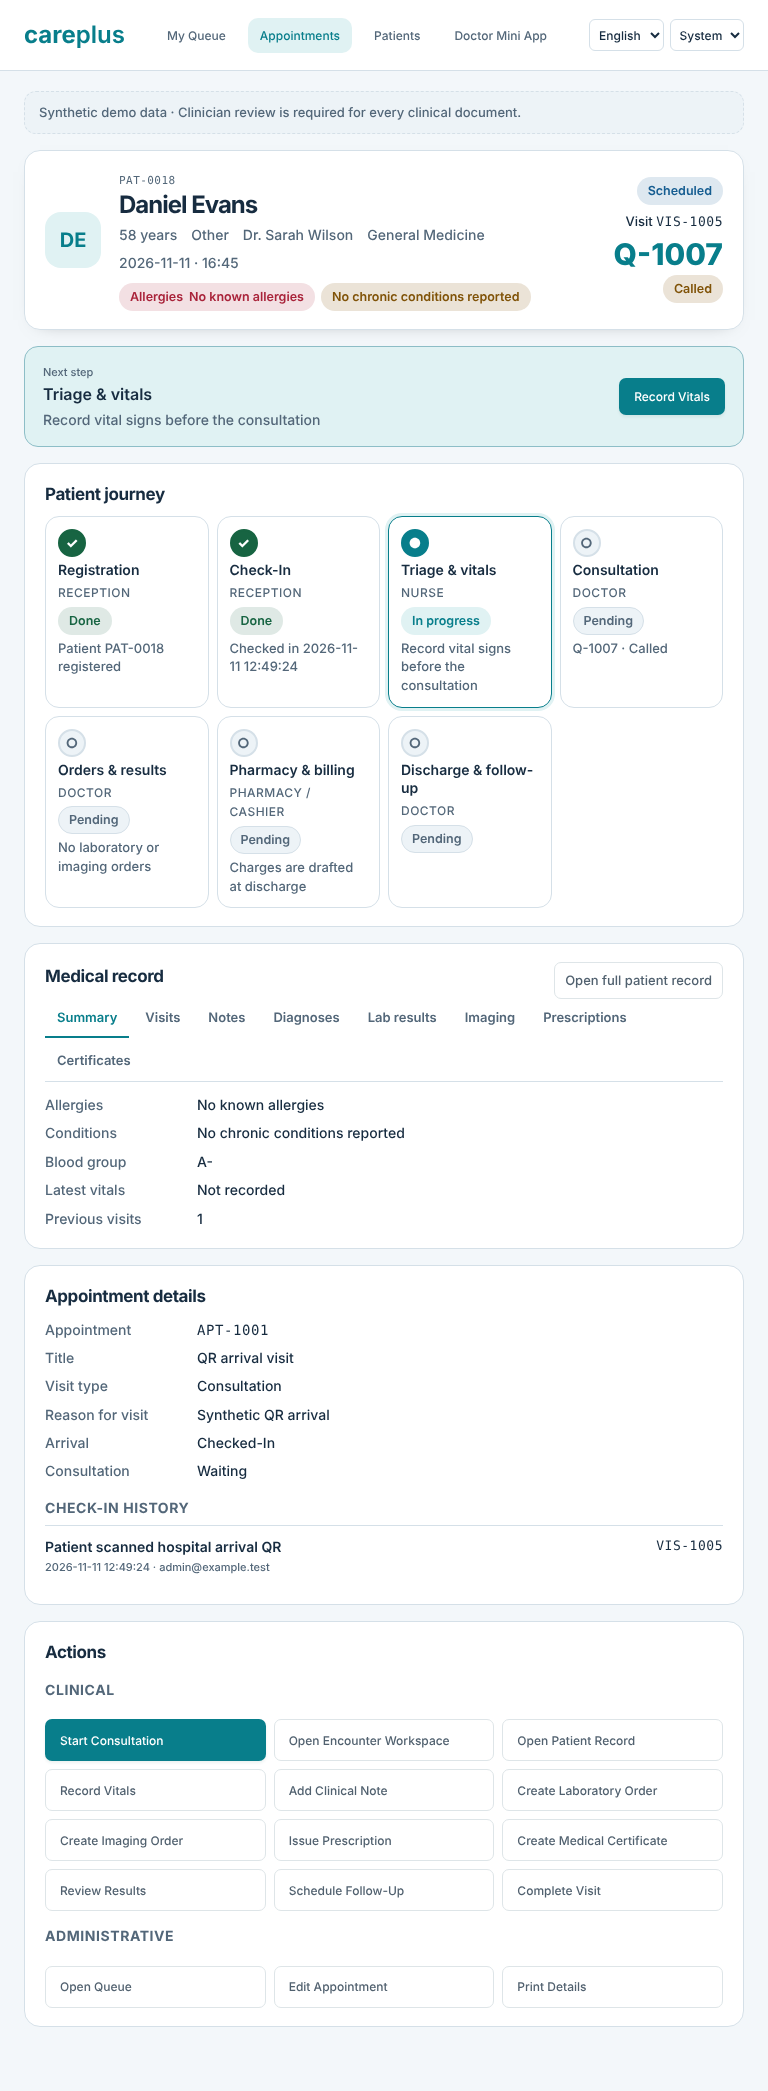 careplus
My Queue
Appointments
Patients
Doctor Mini App
English
System
Synthetic demo data · Clinician review is required for every clinical document.
DE
PAT-0018
Daniel Evans
58 years Other Dr. Sarah Wilson General Medicine
2026-11-11 · 16:45
Allergies No known allergies
No chronic conditions reported
Scheduled
Visit VIS-1005
Q-1007
Called
Next step
Triage & vitals
Record vital signs before the consultation
Record Vitals
Patient journey
Registration
RECEPTION
Done
Patient PAT-0018
registered
Check-In
RECEPTION
Done
Checked in 2026-11-
11 12:49:24
Triage & vitals
NURSE
In progress
Record vital signs
before the
consultation
Consultation
DOCTOR
Pending
Q-1007 · Called
Orders & results
DOCTOR
Pending
No laboratory or
imaging orders
Pharmacy & billing
PHARMACY /
CASHIER
Pending
Charges are drafted
at discharge
Discharge & follow-
up
DOCTOR
Pending
Medical record
Open full patient record
Summary
Visits
Notes
Diagnoses
Lab results
Imaging
Prescriptions
Certificates
Allergies No known allergies
Conditions No chronic conditions reported
Blood group A-
Latest vitals Not recorded
Previous visits 1
Appointment details
Appointment APT-1001
Title QR arrival visit
Visit type Consultation
Reason for visit Synthetic QR arrival
Arrival Checked-In
Consultation Waiting
CHECK-IN HISTORY
Patient scanned hospital arrival QR
VIS-1005
2026-11-11 12:49:24 · admin@example.test
Actions
CLINICAL
Start Consultation
Open Encounter Workspace
Open Patient Record
Record Vitals
Add Clinical Note
Create Laboratory Order
Create Imaging Order
Issue Prescription
Create Medical Certificate
Review Results
Schedule Follow-Up
Complete Visit
ADMINISTRATIVE
Open Queue
Edit Appointment
Print Details